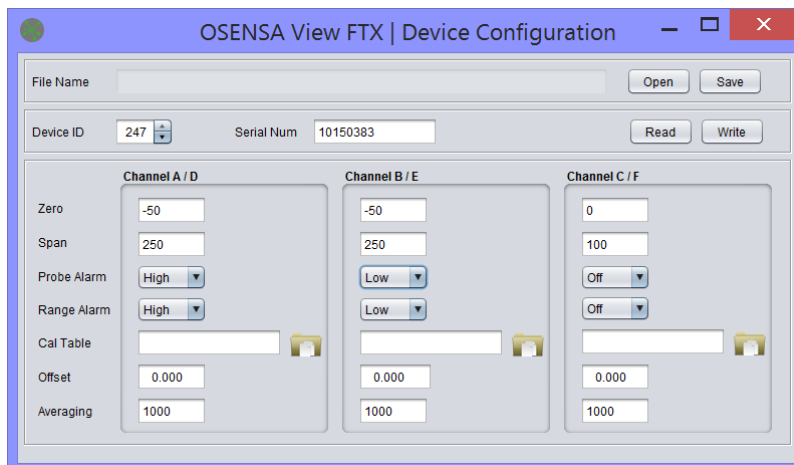 OSENSA View FTX | Device Configuration
File Name Open Save
Device ID 247 Serial Num 10150383 Read Write
Channel A / D Channel B / E Channel C / F
Zero -50 -50 0
Span 250 250 100
Probe Alarm High Low Off
Range Alarm High Low Off
Cal Table
Offset 0.000 0.000 0.000
Averaging 1000 1000 1000